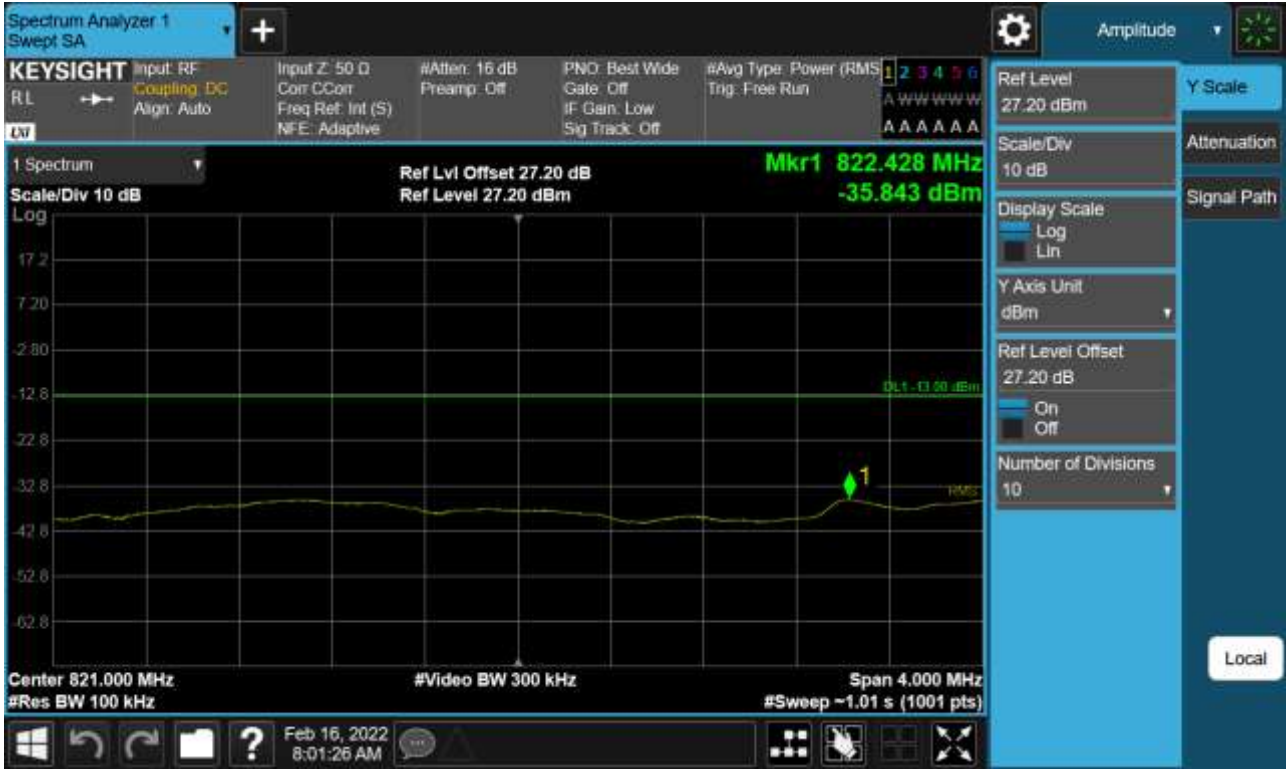 Spectrum Analyzer 1
Swept SA
Amplitude
KEYSIGHT
RL
LXI
Input: RF
Coupling: DC
Align: Auto
Input Z: 50 Ω
Corr CCorr
Freq Ref: Int (S)
NFE: Adaptive
#Atten: 16 dB
Preamp: Off
PNO: Best Wide
Gate: Off
IF Gain: Low
Sig Track: Off
#Avg Type: Power (RMS
Trig: Free Run
1 2 3 4 5 6
A W W W W W
A A A A A A
1 Spectrum
Scale/Div 10 dB
Ref Lvl Offset 27.20 dB
Ref Level 27.20 dBm
Mkr1 822.428 MHz
-35.843 dBm
Log
17.2
7.20
-2.80
-12.8
-22.8
-32.8
-42.8
-52.8
-62.8
DL1 -13.00 dBm
1
RMS
Center 821.000 MHz
#Res BW 100 kHz
#Video BW 300 kHz
Span 4.000 MHz
#Sweep ~1.01 s (1001 pts)
Ref Level
27.20 dBm
Scale/Div
10 dB
Display Scale
Log
Lin
Y Axis Unit
dBm
Ref Level Offset
27.20 dB
On
Off
Number of Divisions
10
Y Scale
Attenuation
Signal Path
Local
Feb 16, 2022
8:01:26 AM